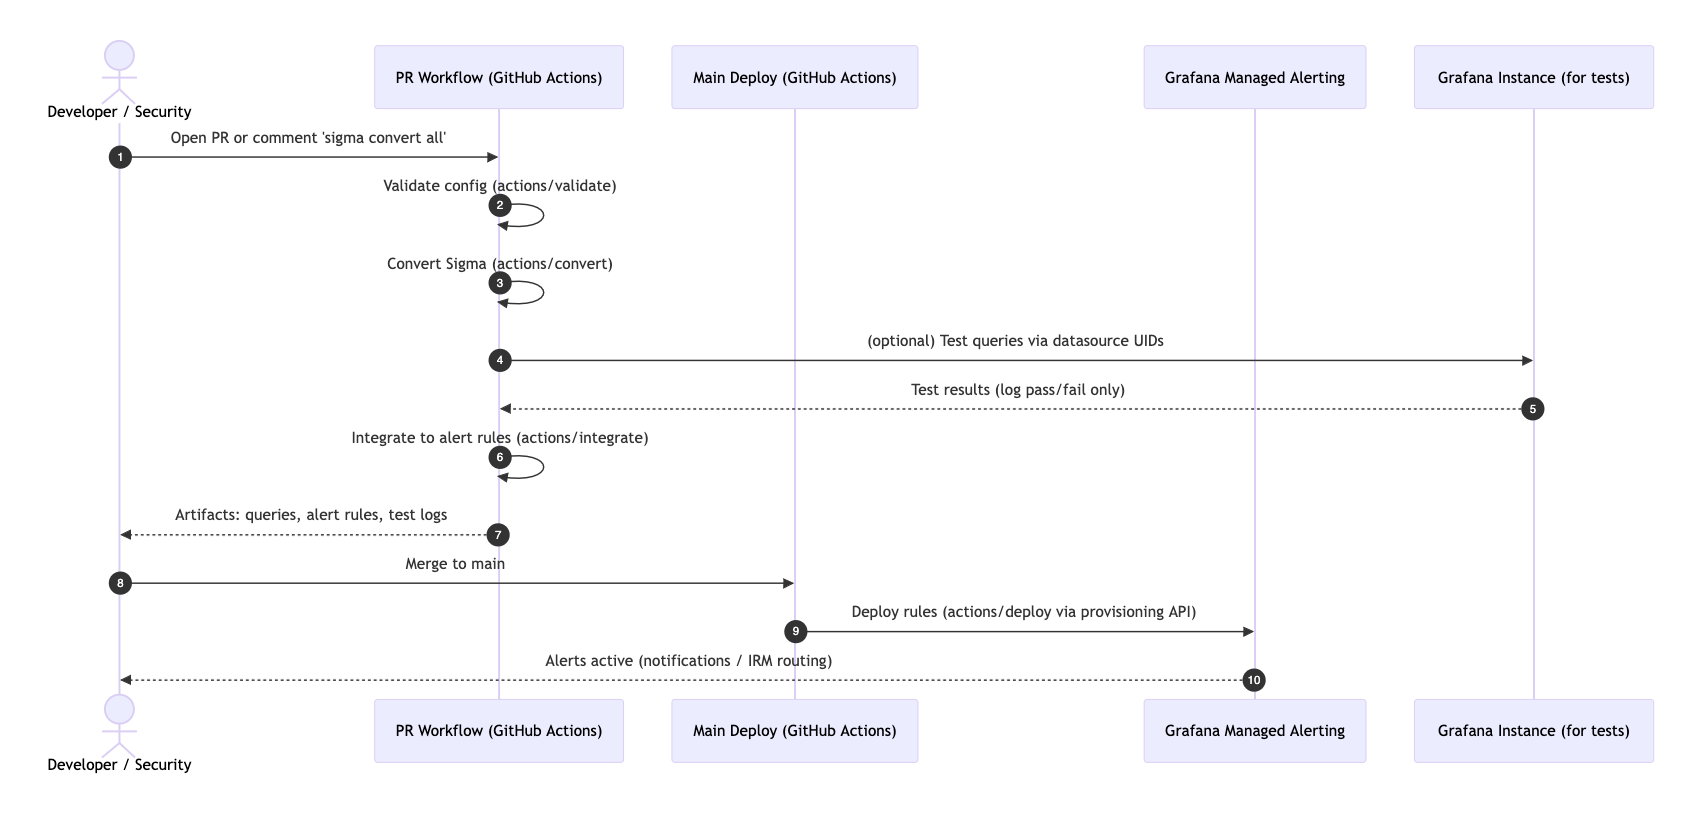 PR Workflow (GitHub Actions)
Main Deploy (GitHub Actions)
Grafana Managed Alerting
Grafana Instance (for tests)
Developer / Security
Open PR or comment 'sigma convert all'
1
Validate config (actions/validate)
2
Convert Sigma (actions/convert)
3
(optional) Test queries via datasource UIDs
4
Test results (log pass/fail only)
5
Integrate to alert rules (actions/integrate)
6
Artifacts: queries, alert rules, test logs
7
Merge to main
8
Deploy rules (actions/deploy via provisioning API)
9
Alerts active (notifications / IRM routing)
10
PR Workflow (GitHub Actions)
Main Deploy (GitHub Actions)
Grafana Managed Alerting
Grafana Instance (for tests)
Developer / Security